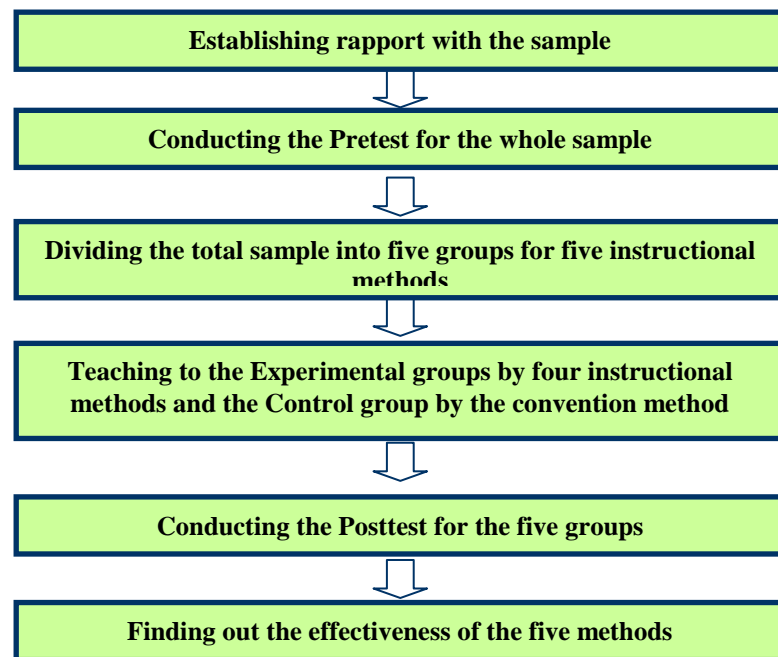 Establishing rapport with the sample
Conducting the Pretest for the whole sample
Dividing the total sample into five groups for five instructional
methods
Teaching to the Experimental groups by four instructional
methods and the Control group by the convention method
Conducting the Posttest for the five groups
Finding out the effectiveness of the five methods